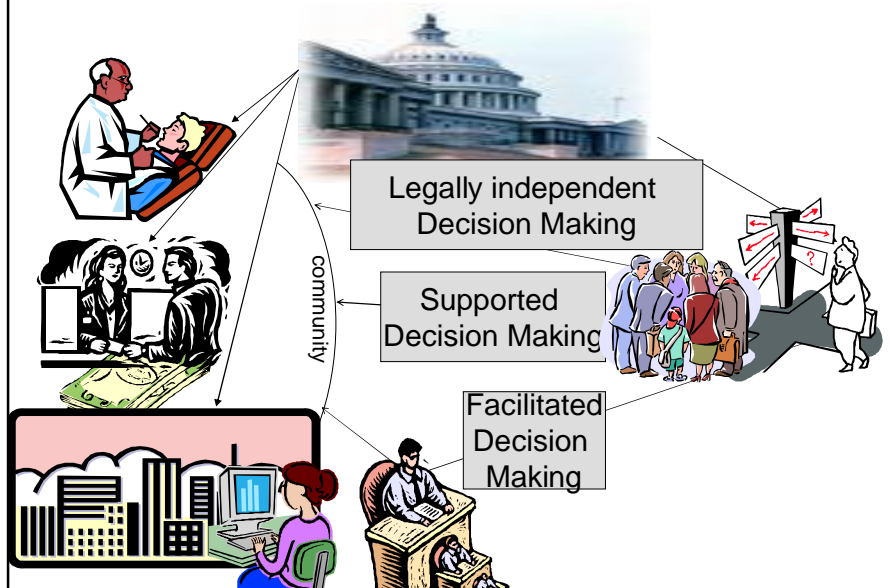 Legally independent
Decision Making
community
Supported
Decision Making
Facilitated
Decision
Making
?